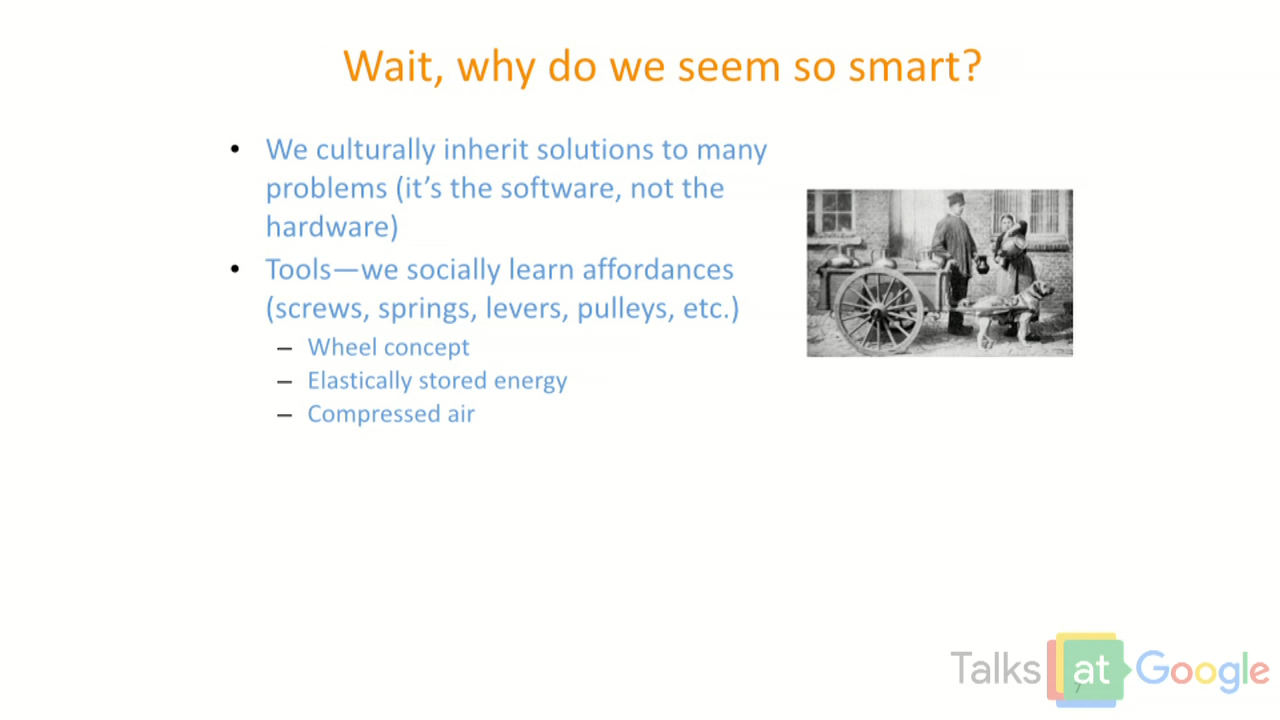 Wait, why do we seem so smart?
• We culturally inherit solutions to many
problems (it’s the software, not the
hardware)
• Tools—we socially learn affordances
(screws, springs, levers, pulleys, etc.)
– Wheel concept
– Elastically stored energy
– Compressed air
Talks at Google
7